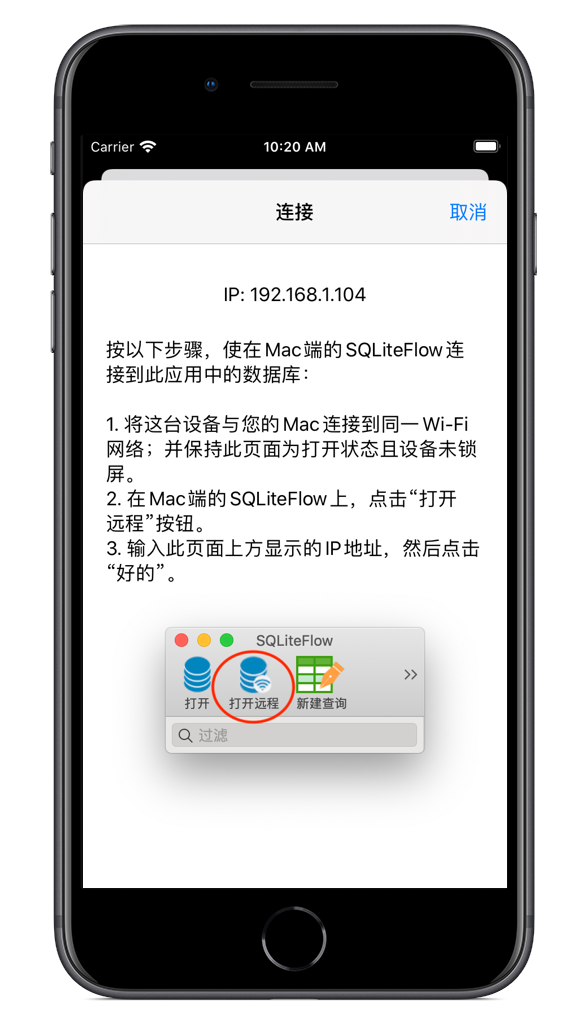 Carrier 10:20 AM
连接 取消
IP: 192.168.1.104
按以下步骤，使在Mac端的SQLiteFlow连
接到此应用中的数据库：
1. 将这台设备与您的Mac连接到同一Wi-Fi
网络；并保持此页面为打开状态且设备未锁
屏。
2. 在Mac端的SQLiteFlow上，点击“打开
远程”按钮。
3. 输入此页面上方显示的IP地址，然后点击
“好的”。
SQLiteFlow
打开 打开远程 新建查询
过滤